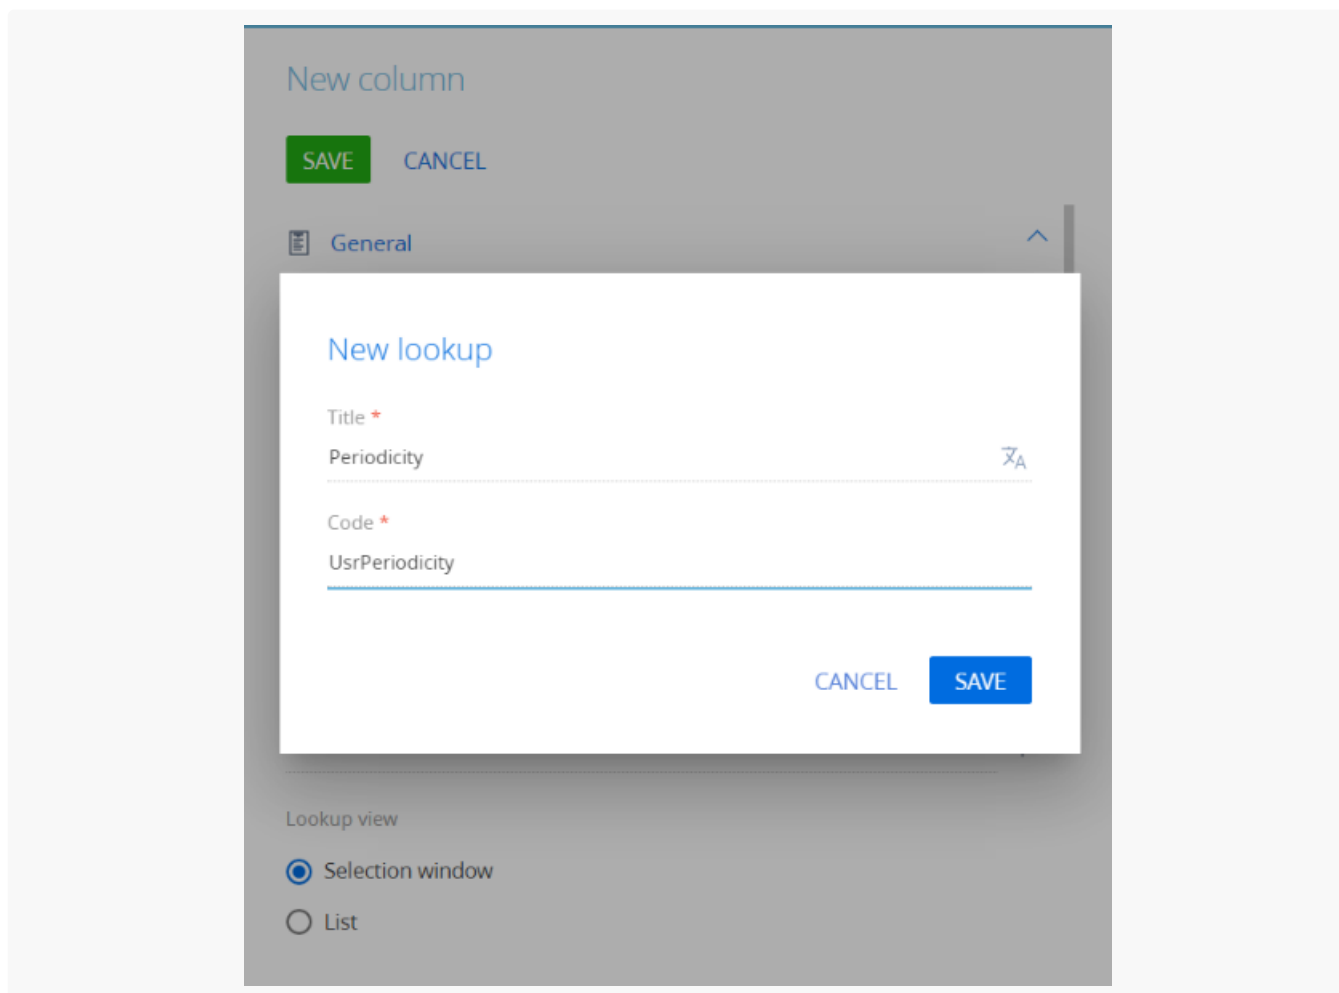 New column
SAVE CANCEL
General
New lookup
Title *
Periodicity
Code *
UsrPeriodicity
CANCEL SAVE
Lookup view
Selection window
List